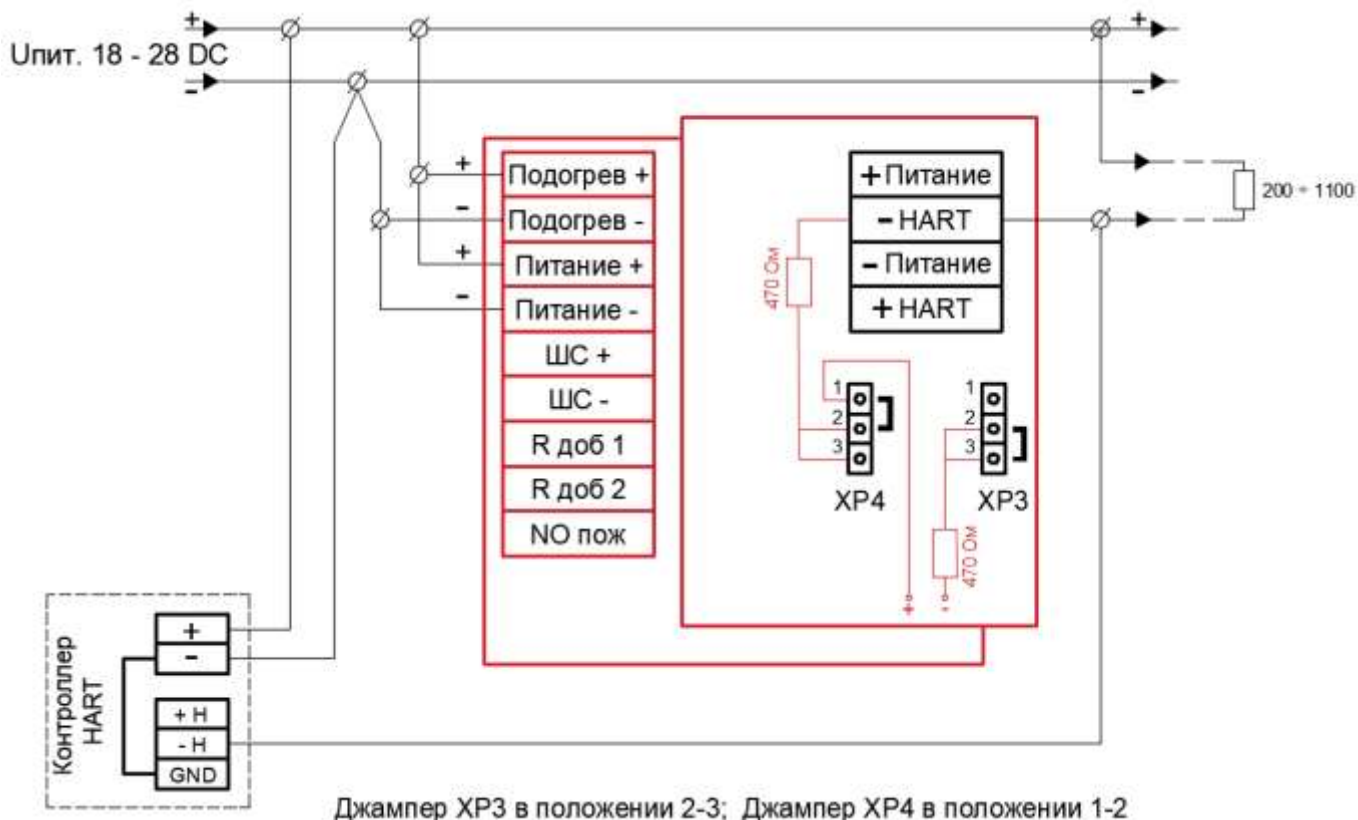 + +
Uпит. 18 - 28 DC
- -
+ Подогрев +
- Подогрев -
+ Питание +
- Питание -
ШС +
ШС -
R доб 1
R доб 2
NO пож
+ Питание
- HART
- Питание
+ HART
200 ÷ 1100
470 Ом
1
2
3
XP4
1
2
3
XP3
470 Ом
+ -
Контроллер
HART
+
-
+ H
- H
GND
Джампер XP3 в положении 2-3; Джампер XP4 в положении 1-2